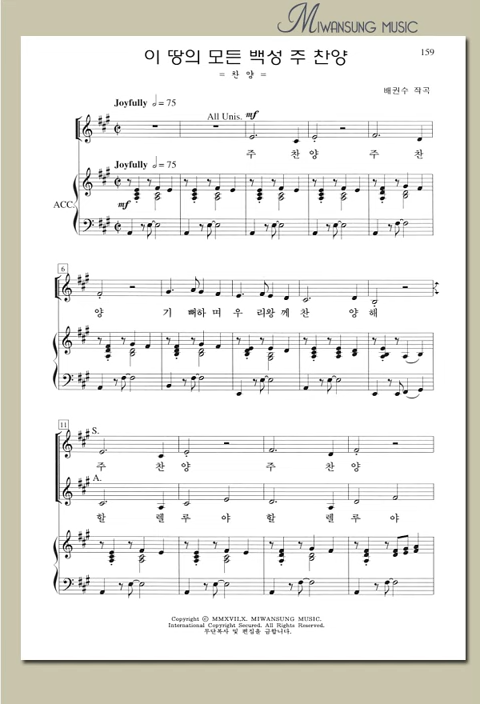 MIWANSUNG MUSIC
이 땅의 모든 백성 주 찬양
159
= 찬 양 =
배권수 작곡
Joyfully ♩= 75
All Unis. mf
주 찬 양 주 찬
Joyfully ♩= 75
ACC.
mf
6
양 기 뻐하 며 우 리왕 께 찬 양 해
11
S.
주 찬 양 주 찬 양
A.
할 렐 루 야 할 렐 루 야
Copyright ⓒ MMXVILX. MIWANSUNG MUSIC.
International Copyright Secured. All Rights Reserved.
무단복사 및 편집을 금합니다.